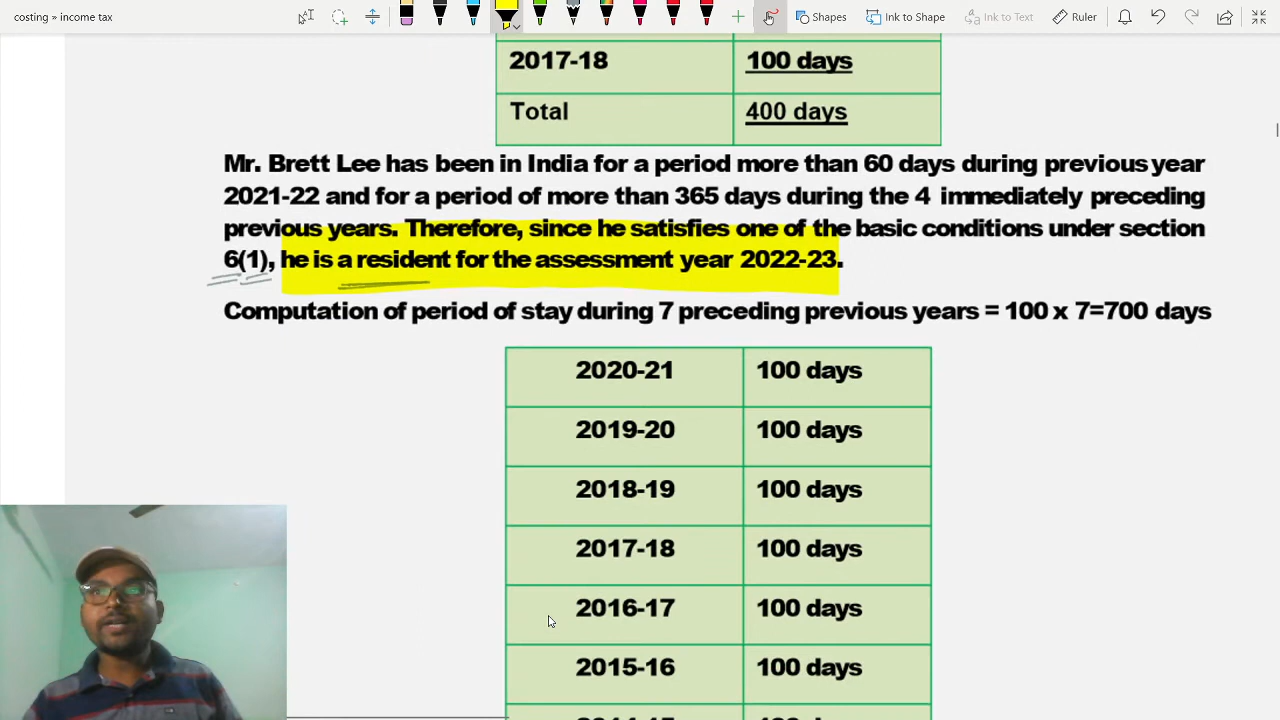 costing » income tax
Shapes
Ink to Shape
Ink to Text
Ruler
2017-18 100 days
Total 400 days
Mr. Brett Lee has been in India for a period more than 60 days during previous year
2021-22 and for a period of more than 365 days during the 4 immediately preceding
previous years. Therefore, since he satisfies one of the basic conditions under section
6(1), he is a resident for the assessment year 2022-23.
Computation of period of stay during 7 preceding previous years = 100 x 7=700 days
2020-21 100 days
2019-20 100 days
2018-19 100 days
2017-18 100 days
2016-17 100 days
2015-16 100 days